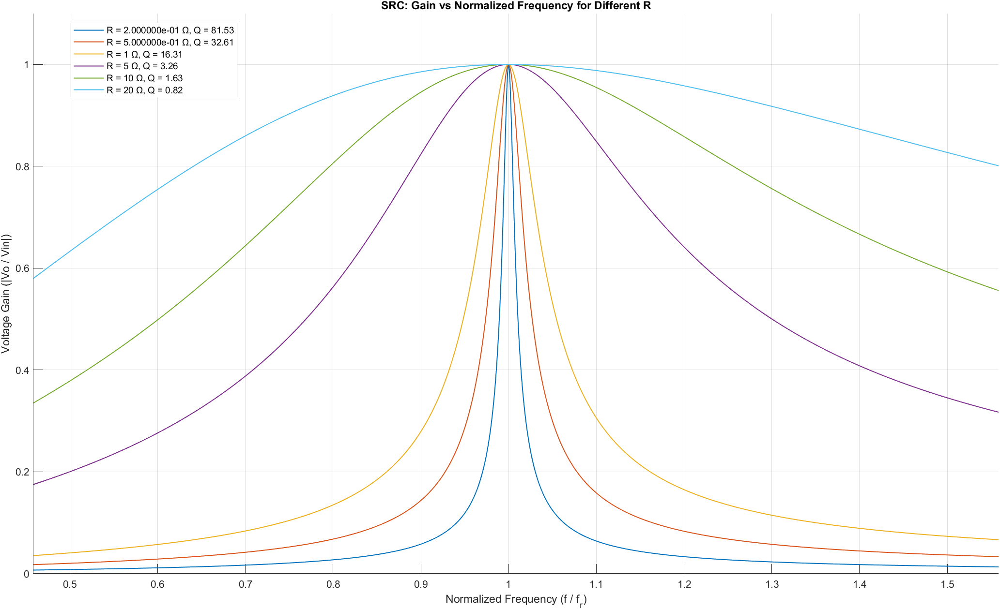 SRC: Gain vs Normalized Frequency for Different R
R = 2.000000e-01 Ω, Q = 81.53
R = 5.000000e-01 Ω, Q = 32.61
R = 1 Ω, Q = 16.31
R = 5 Ω, Q = 3.26
R = 10 Ω, Q = 1.63
R = 20 Ω, Q = 0.82
Voltage Gain (|Vo / Vin|)
1
0.8
0.6
0.4
0.2
0
0.5 0.6 0.7 0.8 0.9 1 1.1 1.2 1.3 1.4 1.5
Normalized Frequency (f / f_r)